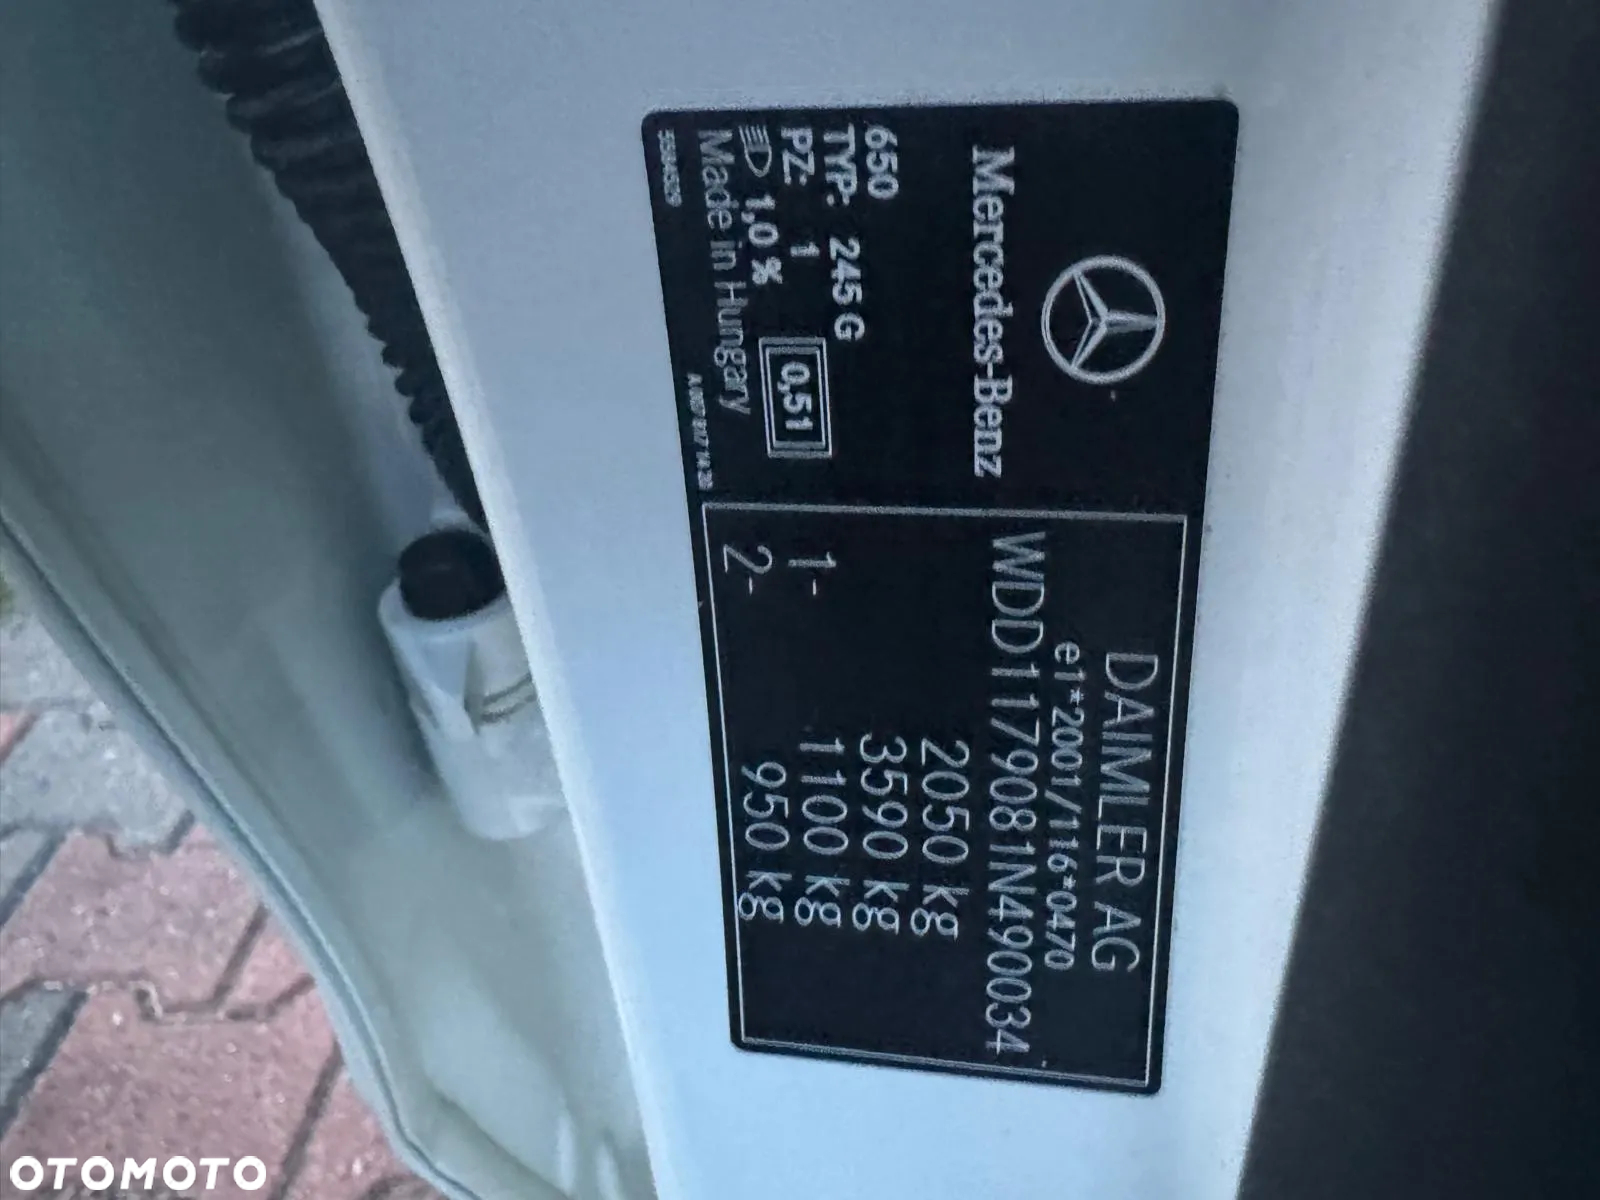 Mercedes-Benz
650
TYP: 245 G
PZ: 1
0,51
1,0 %
Made in Hungary
DAIMLER AG
e1*2001/116*0470
WDD1179081N490034
2050 kg
3590 kg
1- 1100 kg
2- 950 kg
OTOMOTO